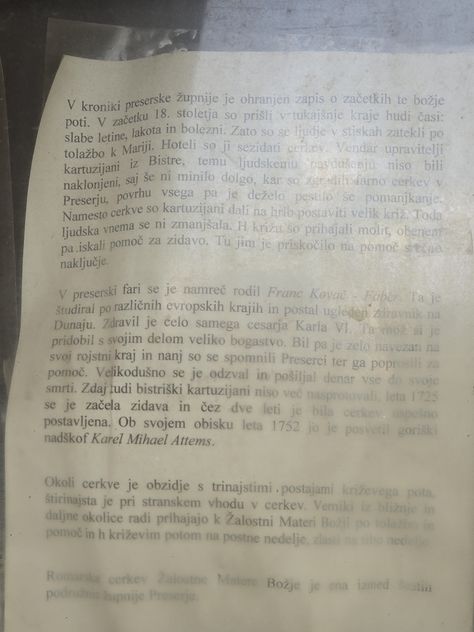 V kroniki preserske župnije je ohranjen zapis o začetkih te božje
poti. V začetku 18. stoletja so prišli v tukajšnje kraje hudi časi:
slabe letine, lakota in bolezni. Zato so se ljudje v stiskah zatekli po
tolažbo k Mariji. Hoteli so ji sezidati cerkev. Vendar upravitelji
kartuzijani iz Bistre, temu ljudskemu navdušenju niso bili
naklonjeni, saj še ni minilo dolgo, kar so zgradili farno cerkev v
Preserju, povrhu vsega pa je deželo pestilo še pomanjkanje.
Namesto cerkve so kartuzijani dali na hrib postaviti velik križ. Toda
ljudska vnema se ni zmanjšala. H križu so prihajali molit, obenem
pa iskali pomoč za zidavo. Tu jim je priskočilo na pomoč srečno
naključje.
V preserski fari se je namreč rodil Franc Kovač - Faber. Ta je
študiral po različnih evropskih krajih in postal ugleden zdravnik na
Dunaju. Zdravil je čelo samega cesarja Karla VI. Ta mož si je
pridobil s svojim delom veliko bogastvo. Bil pa je zelo navezan na
svoj rojstni kraj in nanj so se spomnili Preserci ter ga poprosili za
pomoč. Velikodušno se je odzval in pošiljal denar vse do svoje
smrti. Zdaj tudi bistriški kartuzijani niso več nasprotovali, leta 1725
se je začela zidava in čez dve leti je bila cerkev uspešno
postavljena. Ob svojem obisku leta 1752 jo je posvetil goriški
nadškof Karel Mihael Attems.
Okoli cerkve je obzidje s trinajstimi postajami križevega pota,
štirinajsta je pri stranskem vhodu v cerkev. Verniki iz bližnje in
daljne okolice radi prihajajo k Žalostni Materi Božji po tolažbo in
pomoč in h križevim potom na postne nedelje, zlasti na tiho nedeljo.
Romarska cerkev Žalostne Matere Božje je ena izmed šestih
podružnic župnije Preserje.